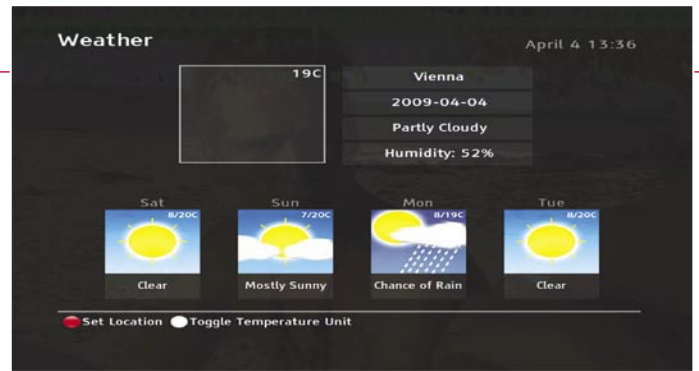 Weather
April 4 13:36
19C
Vienna
2009-04-04
Partly Cloudy
Humidity: 52%
Sat Sun Mon Tue
8/20C 7/20C 8/19C 8/20C
Clear Mostly Sunny Chance of Rain Clear
Set Location Toggle Temperature Unit